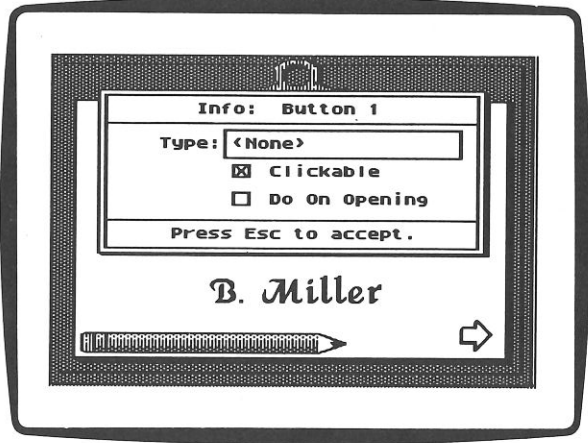 Info: Button 1
Type: <None>
Clickable
Do On Opening
Press Esc to accept.
B. Miller